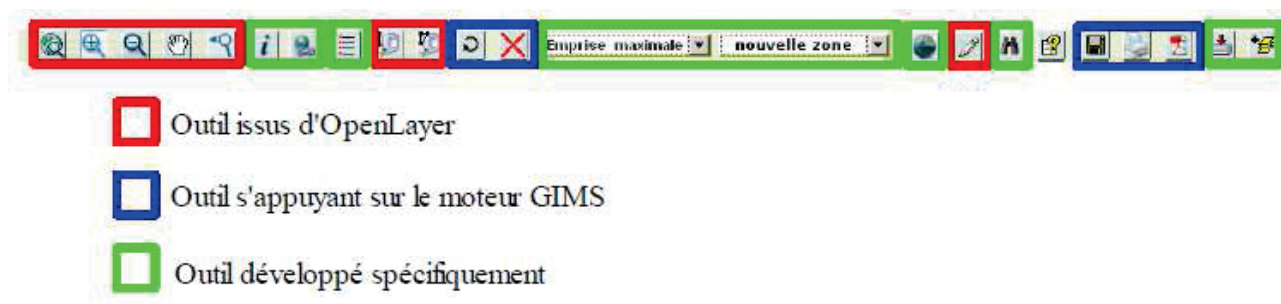 Emprise maximale nouvelle zone
Outil issus d'OpenLayer
Outil s'appuyant sur le moteur GIMS
Outil développé spécifiquement